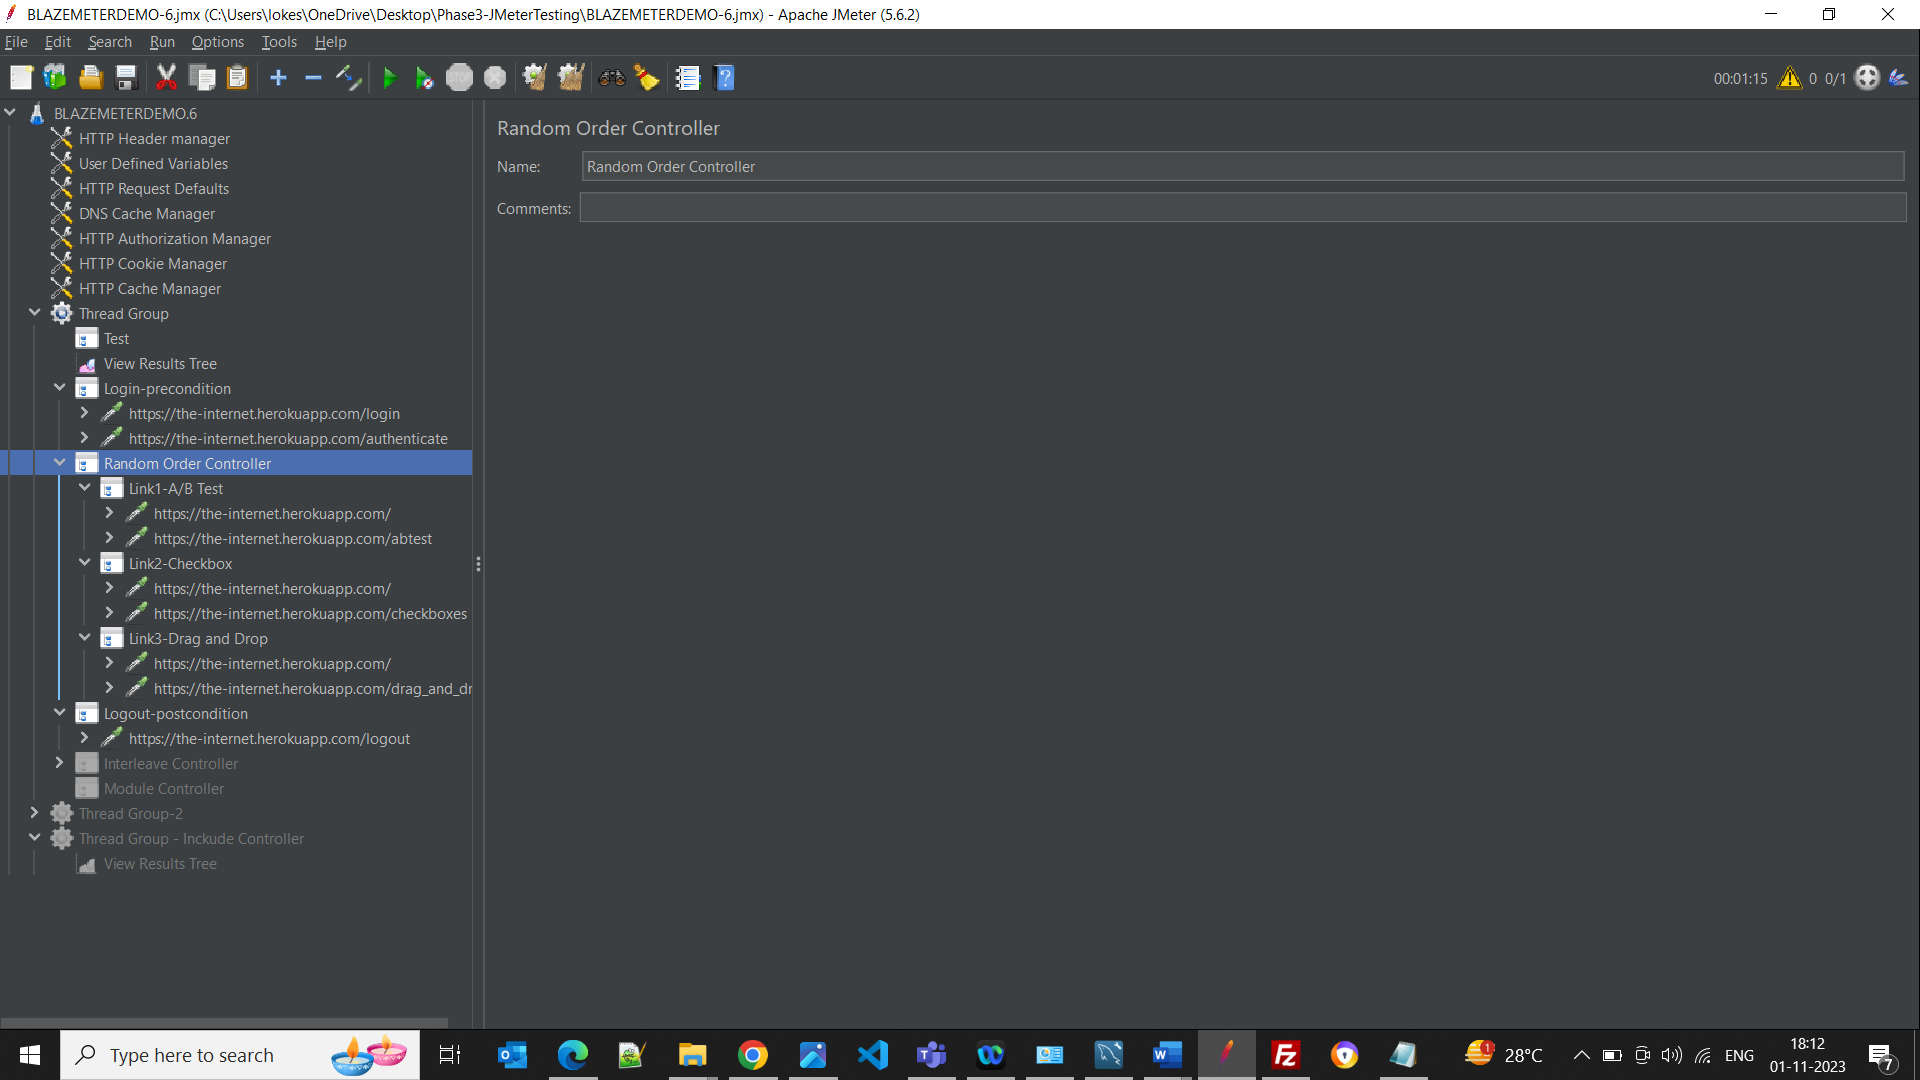 BLAZEMETERDEMO-6.jmx (C:\Users\lokes\OneDrive\Desktop\Phase3-JMeterTesting\BLAZEMETERDEMO-6.jmx) - Apache JMeter (5.6.2)
File Edit Search Run Options Tools Help
STOP
00:01:15 0 0/1
BLAZEMETERDEMO.6
HTTP Header manager
User Defined Variables
HTTP Request Defaults
DNS Cache Manager
HTTP Authorization Manager
HTTP Cookie Manager
HTTP Cache Manager
Thread Group
Test
View Results Tree
Login-precondition
https://the-internet.herokuapp.com/login
https://the-internet.herokuapp.com/authenticate
Random Order Controller
Link1-A/B Test
https://the-internet.herokuapp.com/
https://the-internet.herokuapp.com/abtest
Link2-Checkbox
https://the-internet.herokuapp.com/
https://the-internet.herokuapp.com/checkboxes
Link3-Drag and Drop
https://the-internet.herokuapp.com/
https://the-internet.herokuapp.com/drag_and_dr
Logout-postcondition
https://the-internet.herokuapp.com/logout
Interleave Controller
Module Controller
Thread Group-2
Thread Group - Inckude Controller
View Results Tree
Random Order Controller
Name: Random Order Controller
Comments:
Type here to search
1 28°C ENG
18:12
01-11-2023
7